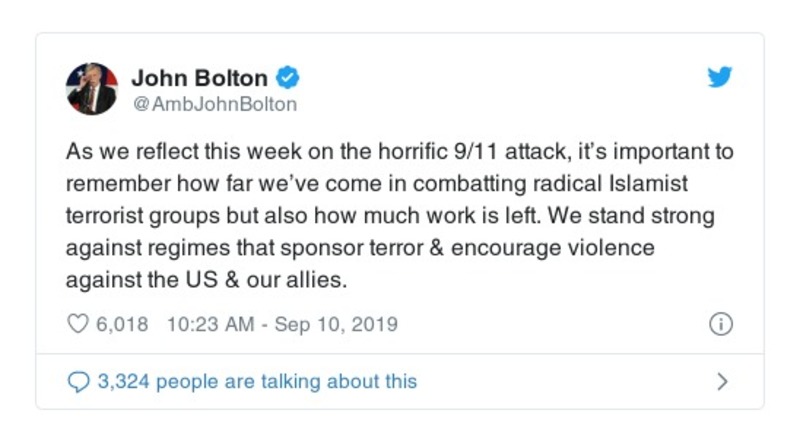 John Bolton
@AmbJohnBolton
As we reflect this week on the horrific 9/11 attack, it's important to
remember how far we've come in combatting radical Islamist
terrorist groups but also how much work is left. We stand strong
against regimes that sponsor terror & encourage violence
against the US & our allies.
6,018 10:23 AM - Sep 10, 2019
3,324 people are talking about this